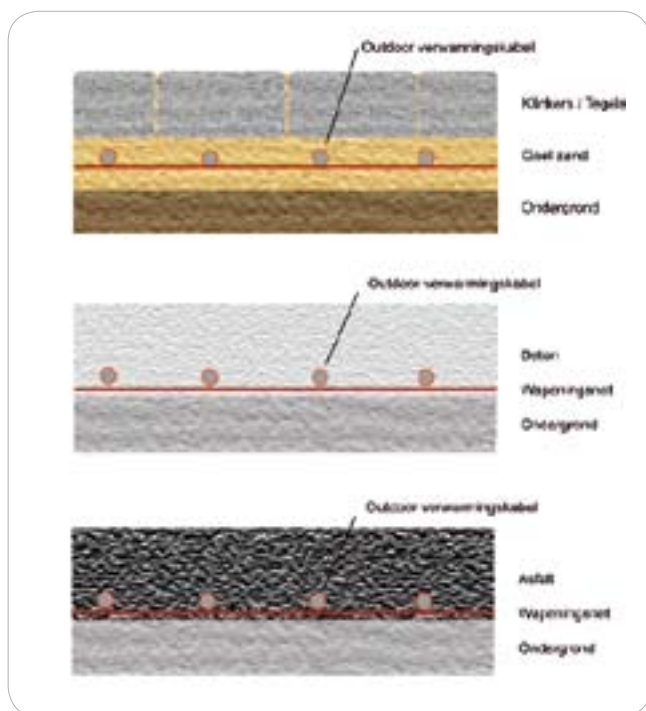 Outdoor verwarmingskabel
Klinkers / Tegels
Geel zand
Ondergrond
Outdoor verwarmingskabel
Beton
Wapeningsnet
Ondergrond
Outdoor verwarmingskabel
Asfalt
Wapeningsnet
Ondergrond